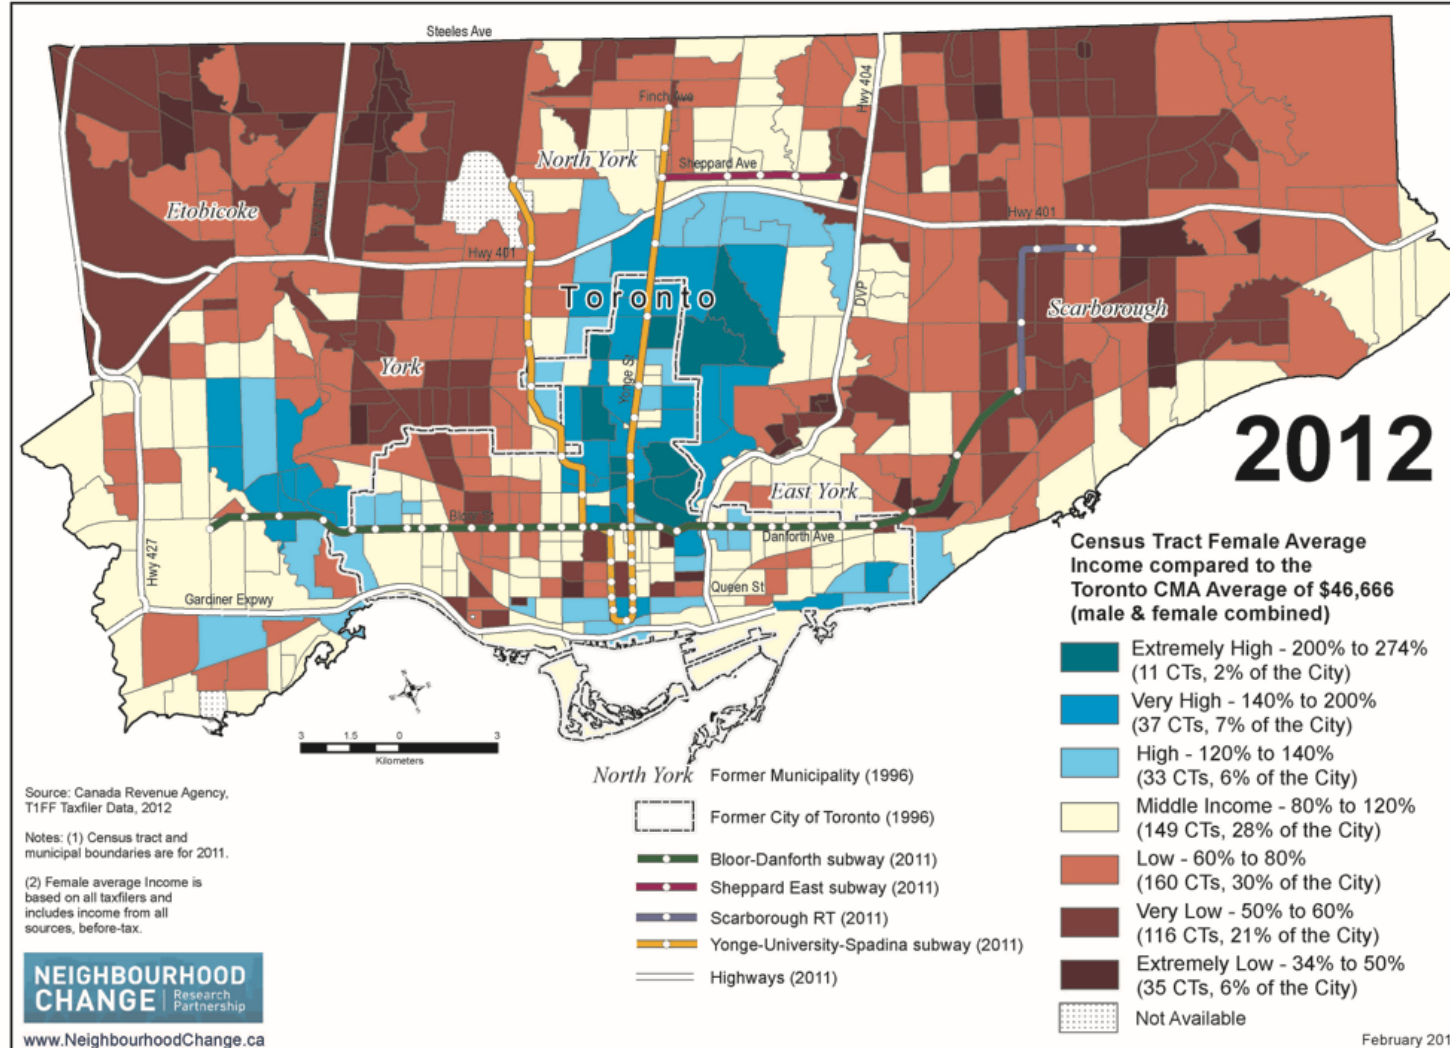 Steeles Ave
Hwy 404
Finch Ave
North York
Sheppard Ave
Etobicoke
Hwy 401
Hwy 401
Toronto
DVP
Scarborough
York
Yonge St
2012
East York
Bloor St
Danforth Ave
Hwy 427
Queen St
Gardiner Expwy
Census Tract Female Average
Income compared to the
Toronto CMA Average of $46,666
(male & female combined)
Extremely High - 200% to 274%
(11 CTs, 2% of the City)
Very High - 140% to 200%
(37 CTs, 7% of the City)
High - 120% to 140%
(33 CTs, 6% of the City)
Middle Income - 80% to 120%
(149 CTs, 28% of the City)
Low - 60% to 80%
(160 CTs, 30% of the City)
Very Low - 50% to 60%
(116 CTs, 21% of the City)
Extremely Low - 34% to 50%
(35 CTs, 6% of the City)
Not Available
3 1.5 0 3
Kilometers
North York Former Municipality (1996)
Former City of Toronto (1996)
Bloor-Danforth subway (2011)
Sheppard East subway (2011)
Scarborough RT (2011)
Yonge-University-Spadina subway (2011)
Highways (2011)
Source: Canada Revenue Agency,
T1FF Taxfiler Data, 2012
Notes: (1) Census tract and
municipal boundaries are for 2011.
(2) Female average Income is
based on all taxfilers and
includes income from all
sources, before-tax.
NEIGHBOURHOOD
CHANGE Research
Partnership
www.NeighbourhoodChange.ca
February 201